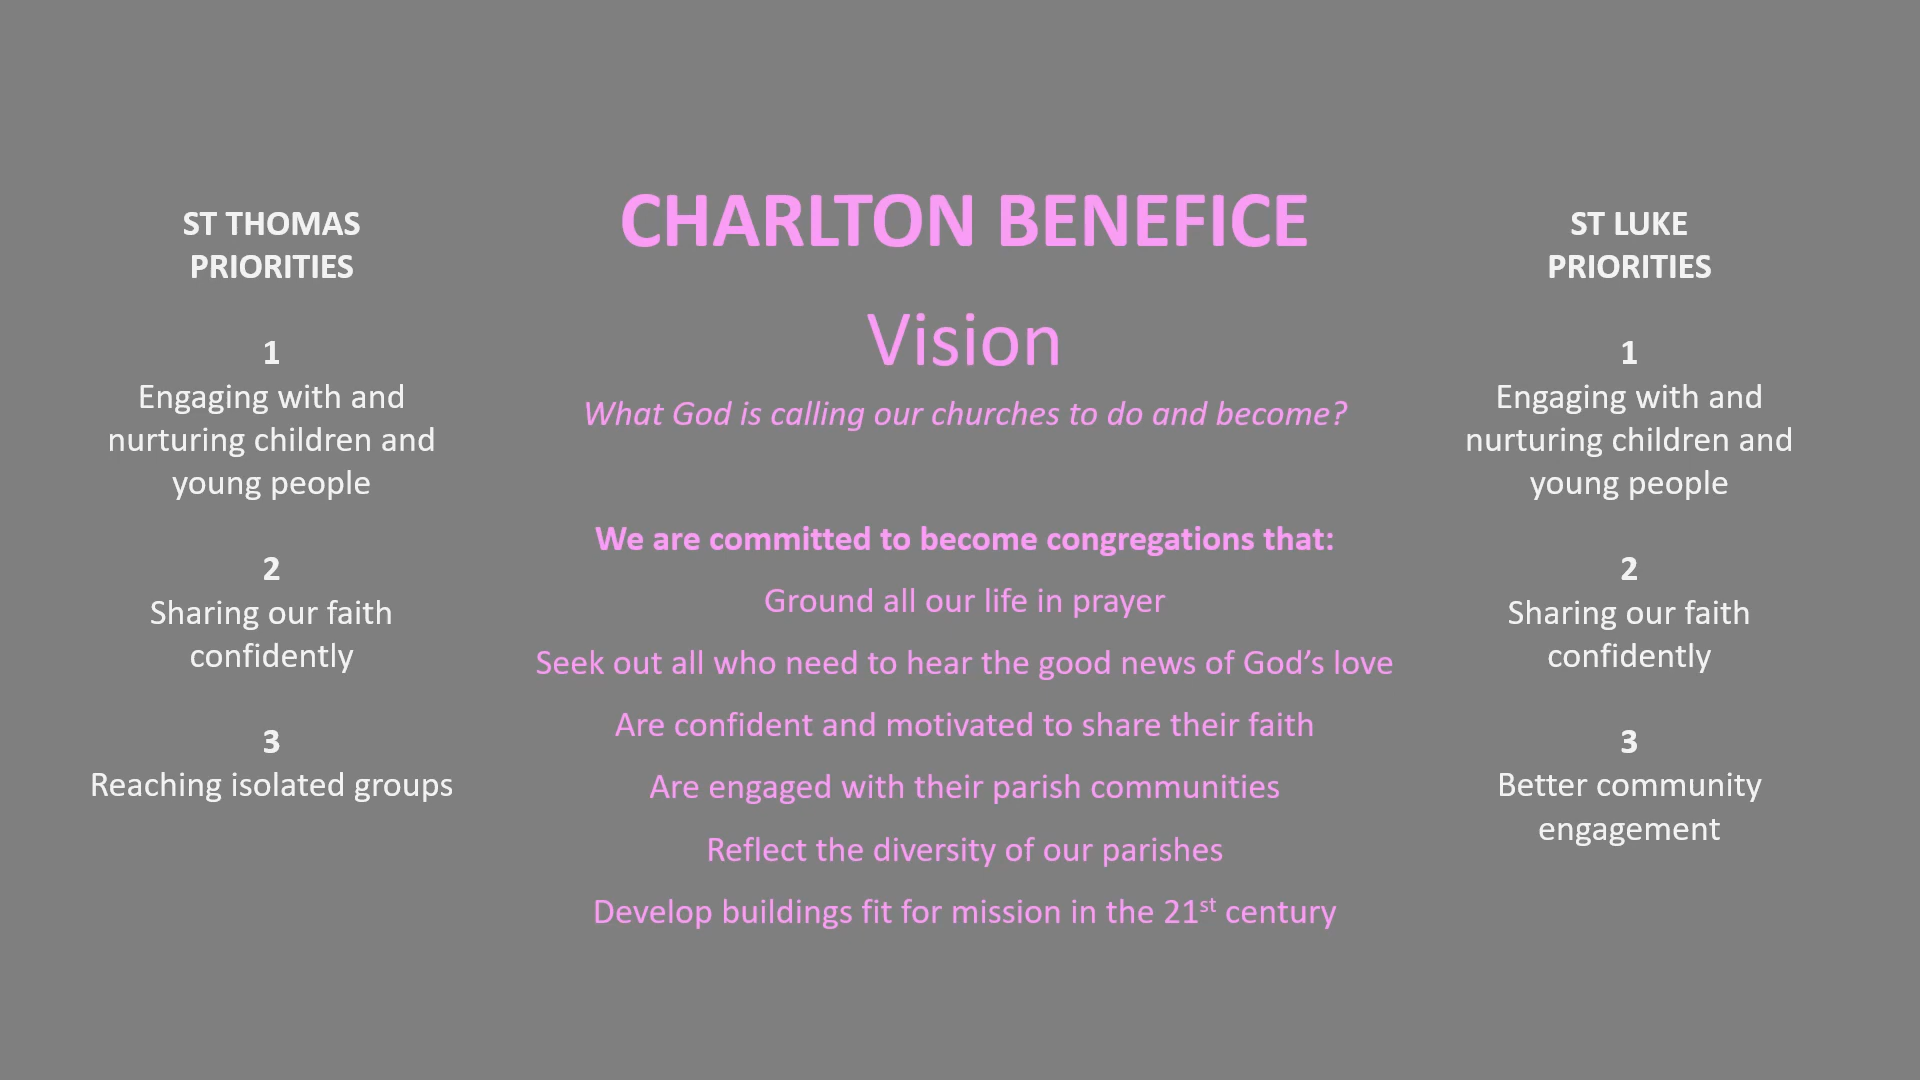 ST THOMAS
PRIORITIES
1
Engaging with and
nurturing children and
young people
2
Sharing our faith
confidently
3
Reaching isolated groups
CHARLTON BENEFICE
Vision
What God is calling our churches to do and become?
We are committed to become congregations that:
Ground all our life in prayer
Seek out all who need to hear the good news of God’s love
Are confident and motivated to share their faith
Are engaged with their parish communities
Reflect the diversity of our parishes
Develop buildings fit for mission in the 21st century
ST LUKE
PRIORITIES
1
Engaging with and
nurturing children and
young people
2
Sharing our faith
confidently
3
Better community
engagement